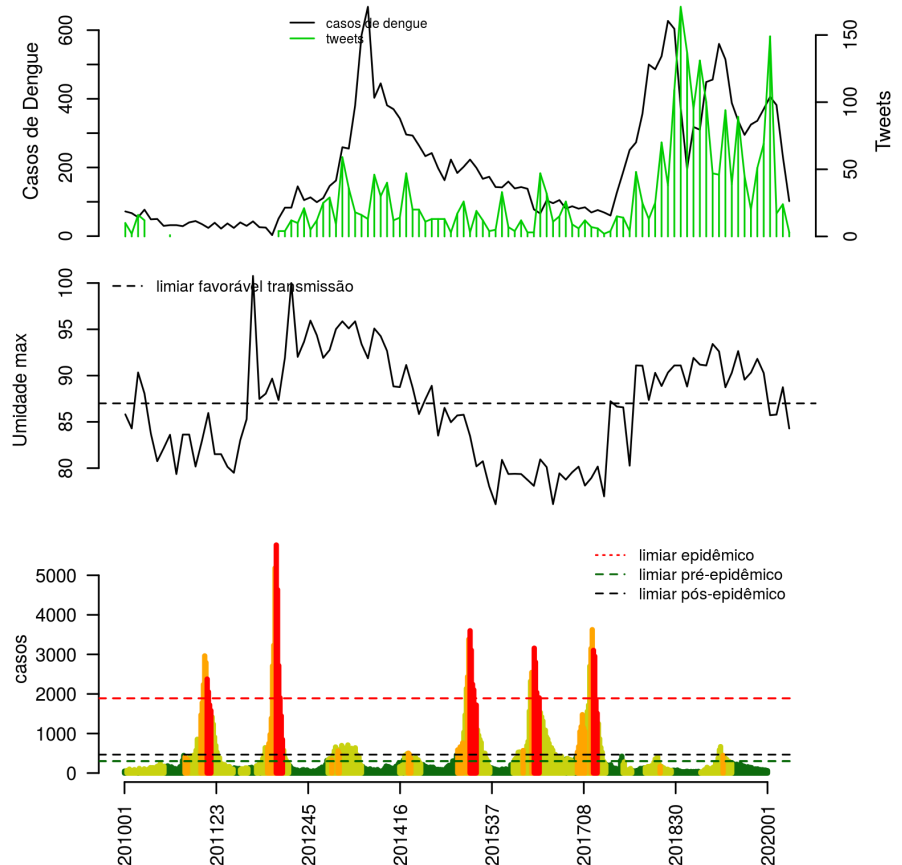 casos de dengue
tweets
Casos de Dengue
0
200
400
600
Tweets
0
50
100
150
limiar favorável transmissão
Umidade max
80
85
90
95
100
limiar epidêmico
limiar pré-epidêmico
limiar pós-epidêmico
casos
5000
4000
3000
2000
1000
0
201001
201123
201245
201416
201537
201708
201830
202001